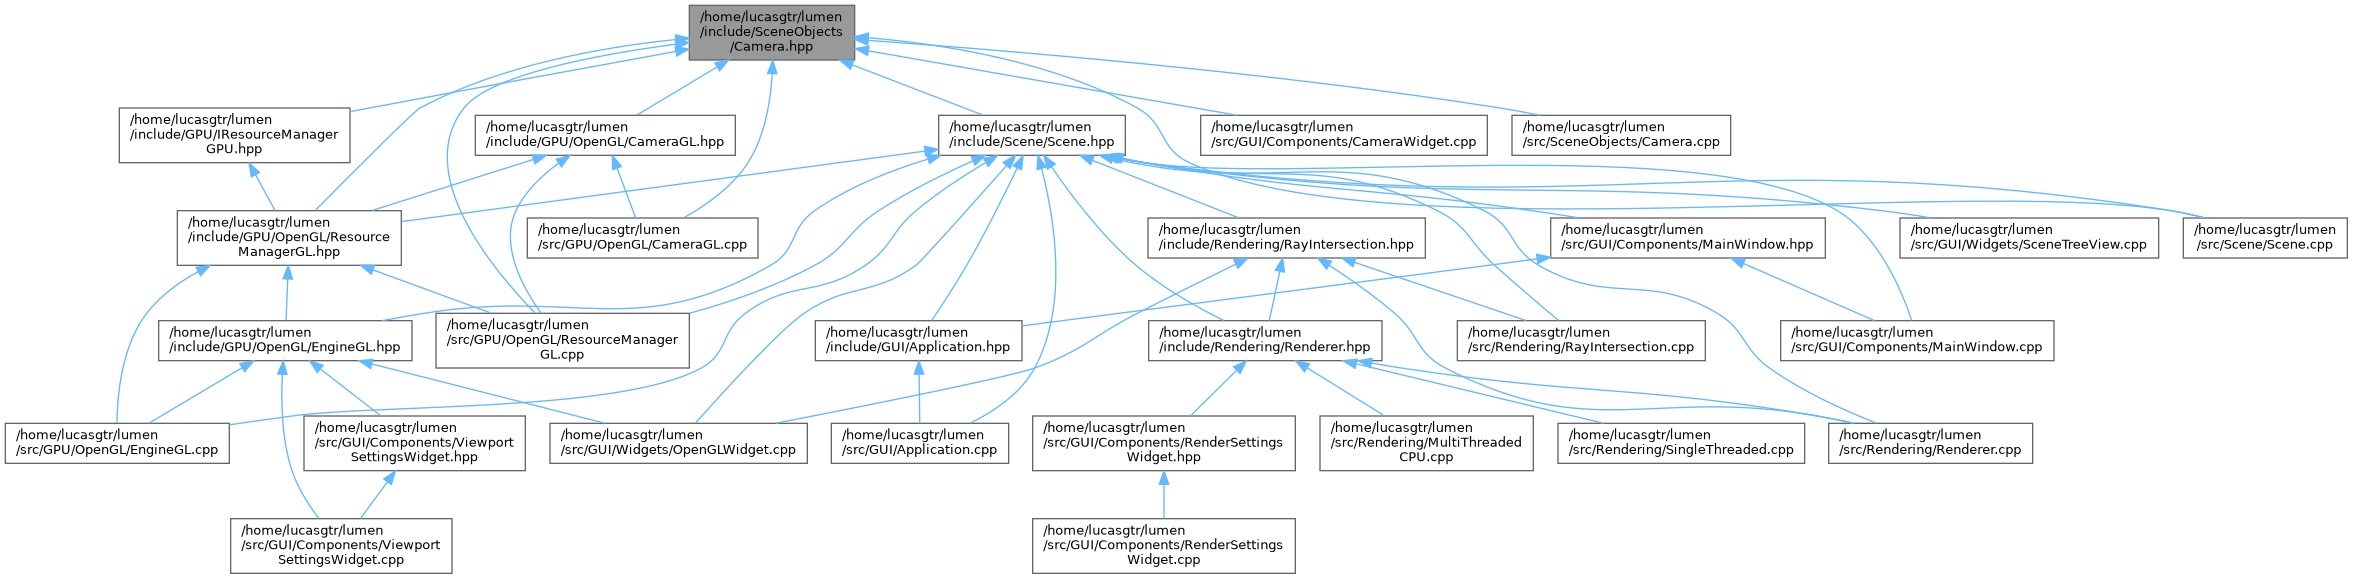 /home/lucasgtr/lumen
/include/SceneObjects
/Camera.hpp
/home/lucasgtr/lumen
/include/GPU/IResourceManager
GPU.hpp
/home/lucasgtr/lumen
/include/GPU/OpenGL/CameraGL.hpp
/home/lucasgtr/lumen
/include/Scene/Scene.hpp
/home/lucasgtr/lumen
/src/GUI/Components/CameraWidget.cpp
/home/lucasgtr/lumen
/src/SceneObjects/Camera.cpp
/home/lucasgtr/lumen
/include/GPU/OpenGL/Resource
ManagerGL.hpp
/home/lucasgtr/lumen
/src/GPU/OpenGL/CameraGL.cpp
/home/lucasgtr/lumen
/include/Rendering/RayIntersection.hpp
/home/lucasgtr/lumen
/src/GUI/Components/MainWindow.hpp
/home/lucasgtr/lumen
/src/GUI/Widgets/SceneTreeView.cpp
/home/lucasgtr/lumen
/src/Scene/Scene.cpp
/home/lucasgtr/lumen
/include/GPU/OpenGL/EngineGL.hpp
/home/lucasgtr/lumen
/src/GPU/OpenGL/ResourceManager
GL.cpp
/home/lucasgtr/lumen
/include/GUI/Application.hpp
/home/lucasgtr/lumen
/include/Rendering/Renderer.hpp
/home/lucasgtr/lumen
/src/Rendering/RayIntersection.cpp
/home/lucasgtr/lumen
/src/GUI/Components/MainWindow.cpp
/home/lucasgtr/lumen
/src/GPU/OpenGL/EngineGL.cpp
/home/lucasgtr/lumen
/src/GUI/Components/Viewport
SettingsWidget.hpp
/home/lucasgtr/lumen
/src/GUI/Widgets/OpenGLWidget.cpp
/home/lucasgtr/lumen
/src/GUI/Application.cpp
/home/lucasgtr/lumen
/src/GUI/Components/RenderSettings
Widget.hpp
/home/lucasgtr/lumen
/src/Rendering/MultiThreaded
CPU.cpp
/home/lucasgtr/lumen
/src/Rendering/SingleThreaded.cpp
/home/lucasgtr/lumen
/src/Rendering/Renderer.cpp
/home/lucasgtr/lumen
/src/GUI/Components/Viewport
SettingsWidget.cpp
/home/lucasgtr/lumen
/src/GUI/Components/RenderSettings
Widget.cpp